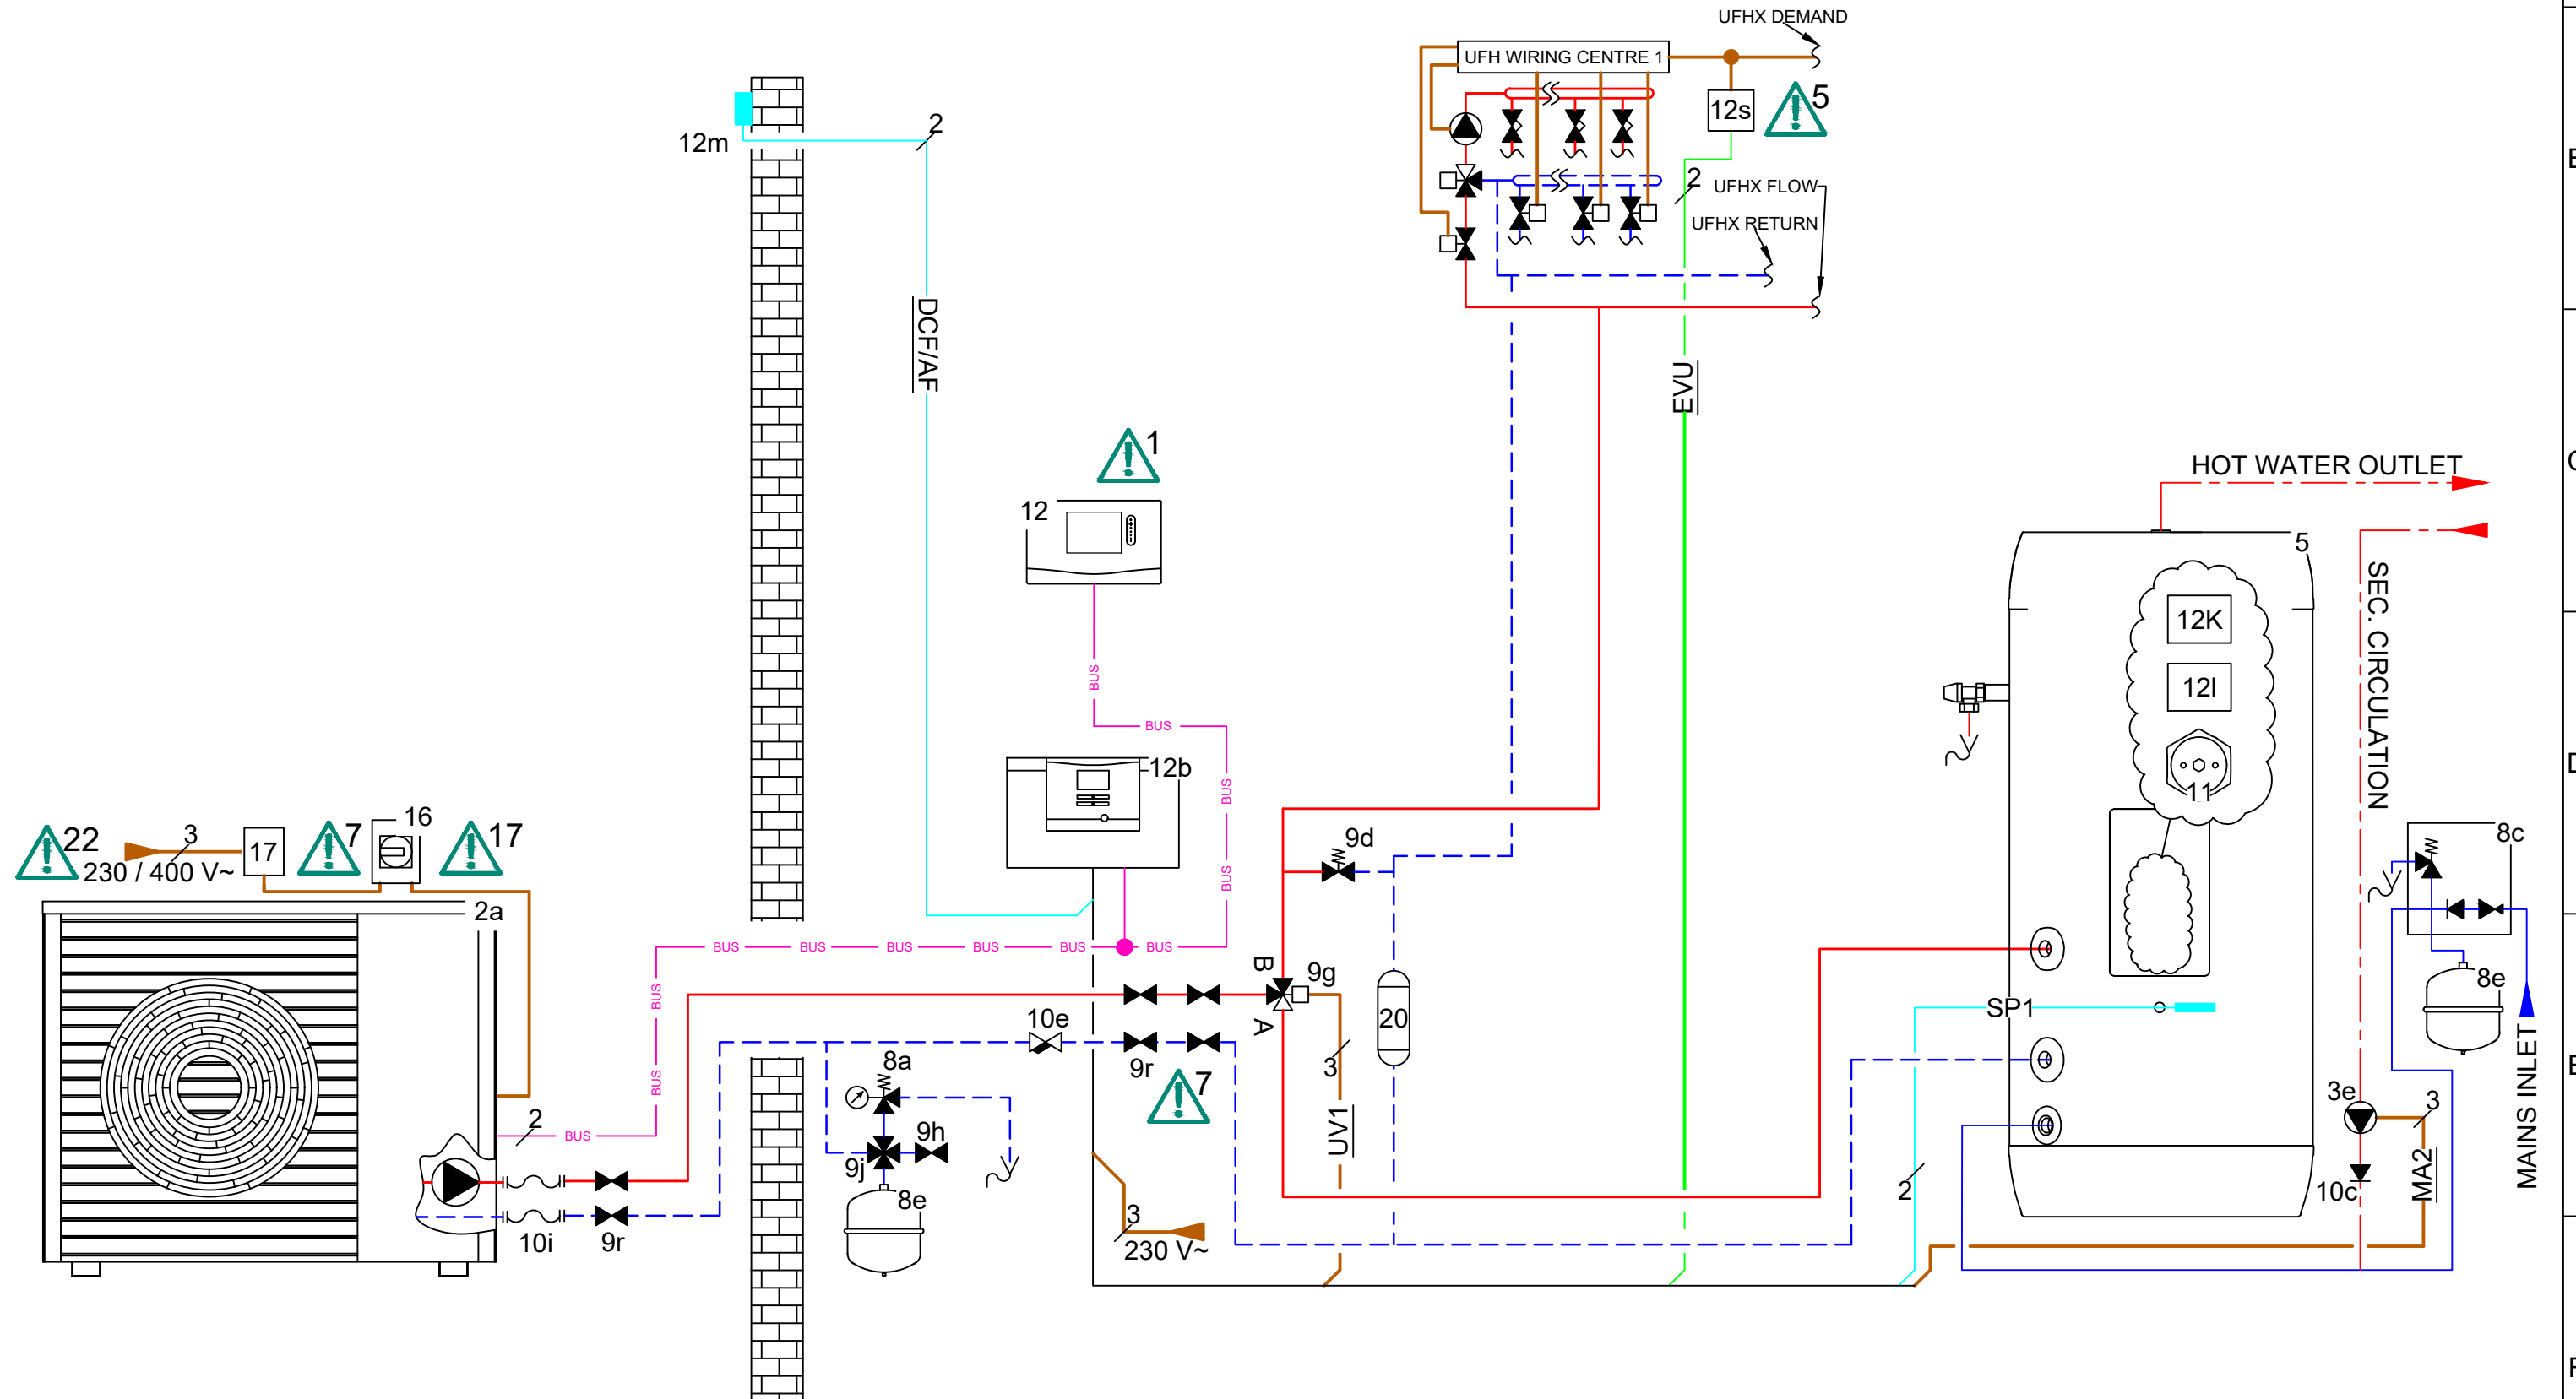 UFHX DEMAND
UFH WIRING CENTRE 1
12s
5
12m
2
2
UFHX FLOW
UFHX RETURN
DCF/AF
EVU
1
12
HOT WATER OUTLET
5
SEC. CIRCULATION
12K
12I
11
BUS
BUS
BUS
BUS
12b
16
22
3
17
7
17
230 / 400 V~
9d
8c
2a
BUS
BUS
BUS
BUS
BUS
BUS
B
9g
8e
BUS
BUS
20
SP1
10e
A
8a
9r
3
7
3e
3
MAINS INLET
2
BUS
9h
UV1
9j
2
10c
MA2
8e
3
10i
9r
230 V~